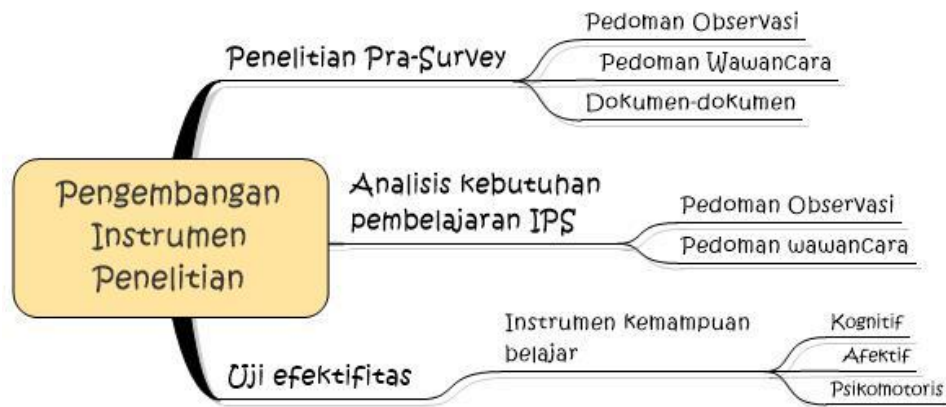 Pengembangan
Instrumen
Penelitian
Penelitian Pra-Survey
Pedoman Observasi
Pedoman Wawancara
Dokumen-dokumen
Analisis kebutuhan
pembelajaran IPS
Pedoman Observasi
Pedoman wawancara
Uji efektifitas
Instrumen Kemampuan
belajar
Kognitif
Afektif
Psikomotoris